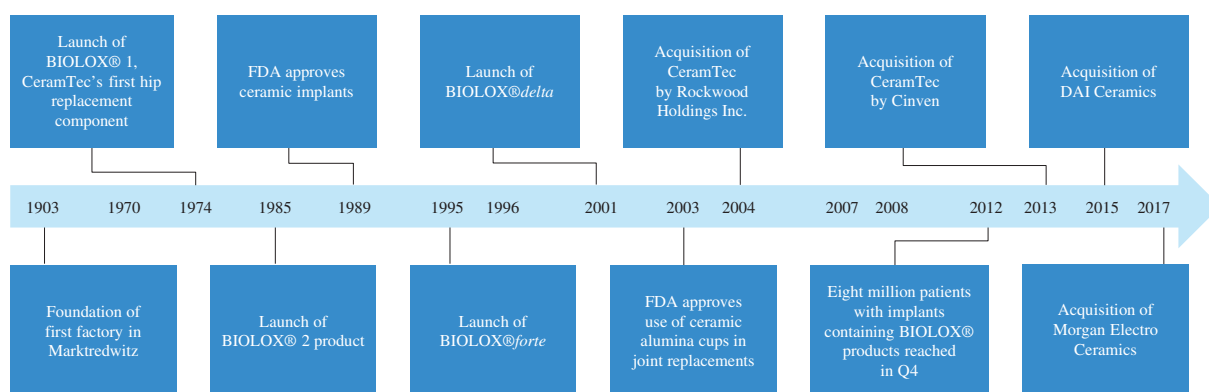 Launch of
BIOLOX® 1,
CeramTec's first hip
replacement
component
FDA approves
ceramic implants
Launch of
BIOLOX®delta
Acquisition of
CeramTec
by Rockwood
Holdings Inc.
Acquisition of
CeramTec
by Cinven
Acquisition of
DAI Ceramics
1903 1970 1974 1985 1989 1995 1996 2001 2003 2004 2007 2008 2012 2013 2015 2017
Foundation of
first factory in
Marktredwitz
Launch of
BIOLOX® 2 product
Launch of
BIOLOX®forte
FDA approves
use of ceramic
alumina cups in
joint replacements
Eight million patients
with implants
containing BIOLOX®
products reached
in Q4
Acquisition of
Morgan Electro
Ceramics